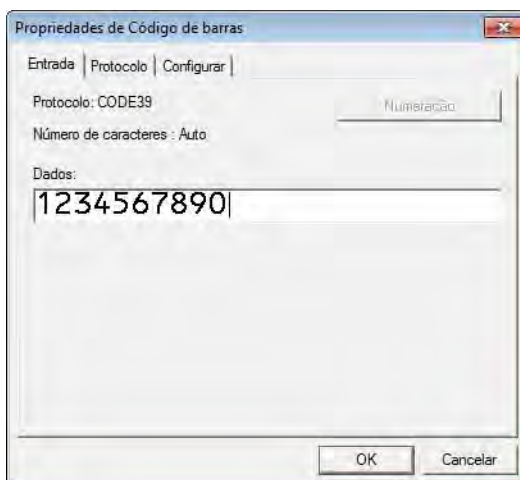 Propriedades de Código de barras
Entrada Protocolo Configurar
Protocolo: CODE39 Numeração
Número de caracteres : Auto
Dados:
1234567890
OK Cancelar